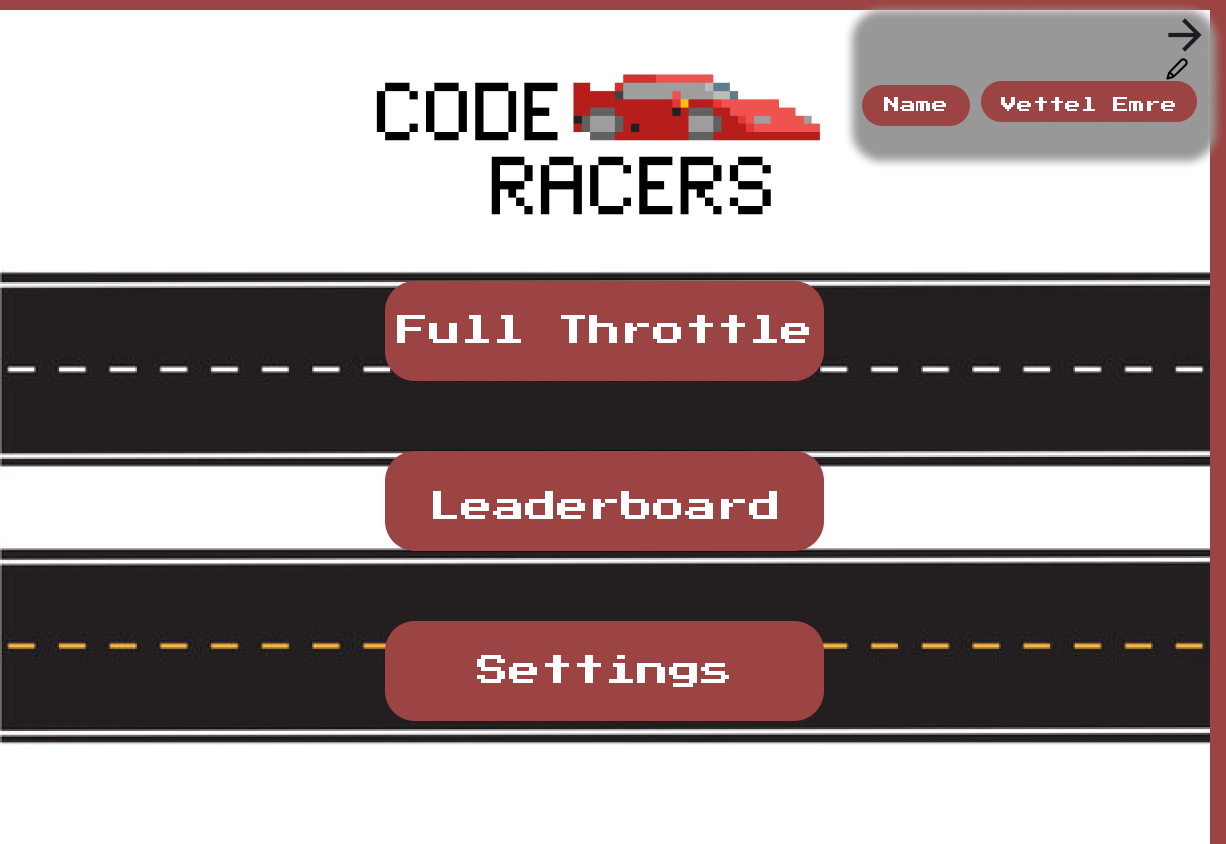 CODE
RACERS
Name
Vettel Emre
Full Throttle
Leaderboard
Settings